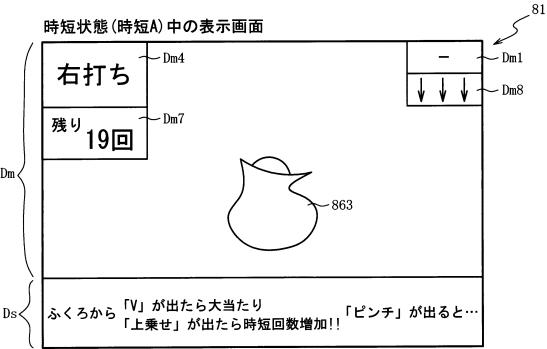 時短状態(時短A)中の表示画面
81
右打ち
Dm4
－
Dm1
↓↓↓
Dm8
残り
19回
Dm7
Dm
863
Ds
ふくろから「V」が出たら大当たり
「上乗せ」が出たら時短回数増加!!
「ピンチ」が出ると…